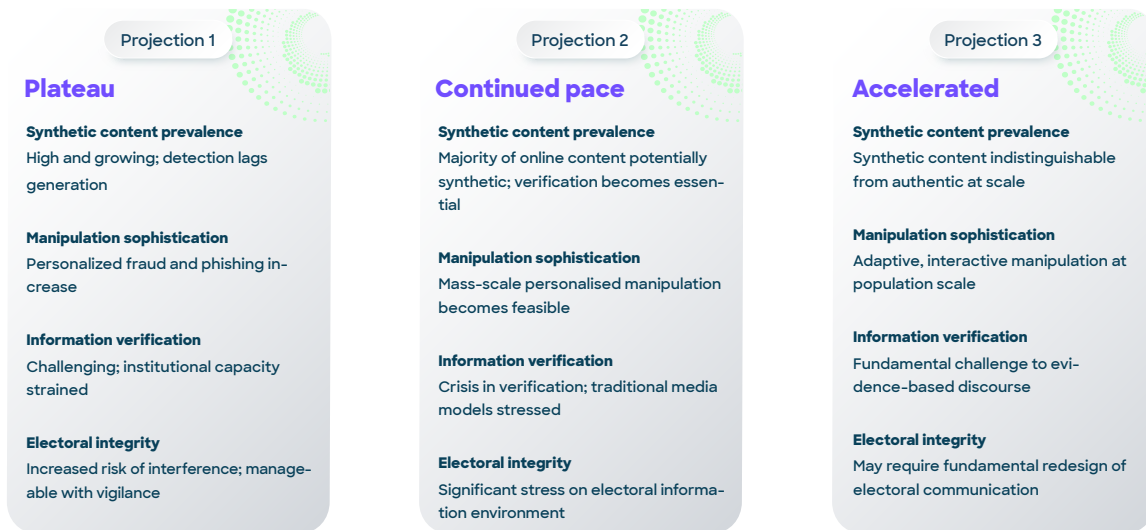 Projection 1
Plateau
Synthetic content prevalence
High and growing; detection lags
generation
Manipulation sophistication
Personalized fraud and phishing in-
crease
Information verification
Challenging; institutional capacity
strained
Electoral integrity
Increased risk of interference; manage-
able with vigilance
Projection 2
Continued pace
Synthetic content prevalence
Majority of online content potentially
synthetic; verification becomes essen-
tial
Manipulation sophistication
Mass-scale personalised manipulation
becomes feasible
Information verification
Crisis in verification; traditional media
models stressed
Electoral integrity
Significant stress on electoral informa-
tion environment
Projection 3
Accelerated
Synthetic content prevalence
Synthetic content indistinguishable
from authentic at scale
Manipulation sophistication
Adaptive, interactive manipulation at
population scale
Information verification
Fundamental challenge to evi-
dence-based discourse
Electoral integrity
May require fundamental redesign of
electoral communication